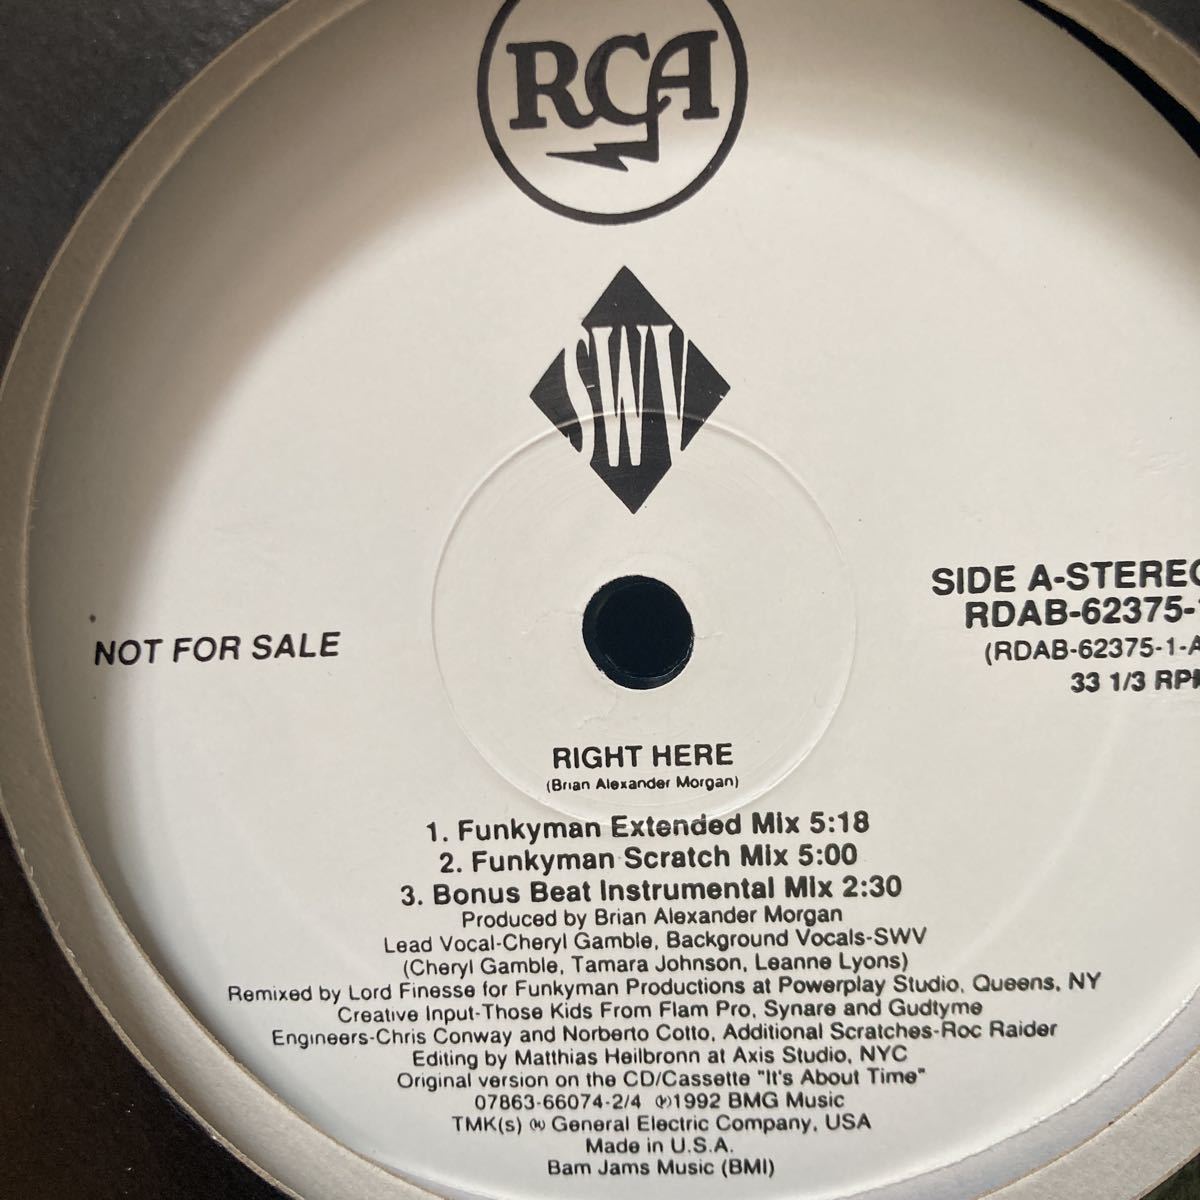 RCA
SWV
NOT FOR SALE
SIDE A-STEREO
RDAB-62375-1
(RDAB-62375-1-A
33 1/3 RPM
RIGHT HERE
(Brian Alexander Morgan)
1. Funkyman Extended Mix 5:18
2. Funkyman Scratch Mix 5:00
3. Bonus Beat Instrumental Mix 2:30
Produced by Brian Alexander Morgan
Lead Vocal-Cheryl Gamble, Background Vocals-SWV
(Cheryl Gamble, Tamara Johnson, Leanne Lyons)
Remixed by Lord Finesse for Funkyman Productions at Powerplay Studio, Queens, NY
Creative Input-Those Kids From Flam Pro, Synare and Gudtyme
Engineers-Chris Conway and Norberto Cotto, Additional Scratches-Roc Raider
Editing by Matthias Heilbronn at Axis Studio, NYC
Original version on the CD/Cassette "It's About Time"
07863-66074-2/4 ℗1992 BMG Music
TMK(s) ® General Electric Company, USA
Made in U.S.A.
Bam Jams Music (BMI)